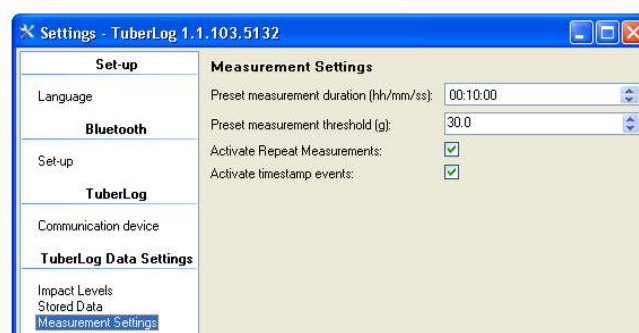 Settings - TuberLog 1.1.103.5132
Set-up
Language
Bluetooth
Set-up
TuberLog
Communication device
TuberLog Data Settings
Impact Levels
Stored Data
Measurement Settings
Measurement Settings
Preset measurement duration (hh/mm/ss): 00:10:00
Preset measurement threshold (g): 30.0
Activate Repeat Measurements:
Activate timestamp events: